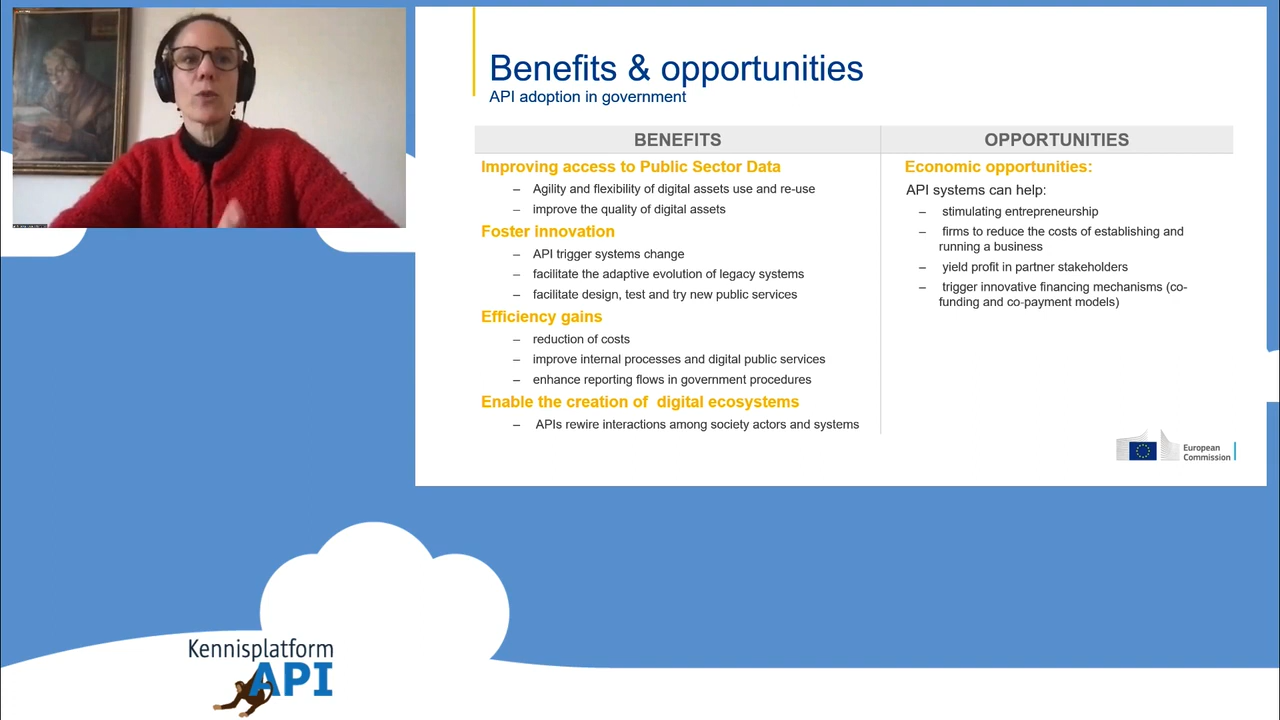 Benefits & opportunities
API adoption in government
BENEFITS
Improving access to Public Sector Data
– Agility and flexibility of digital assets use and re-use
– improve the quality of digital assets
Foster innovation
– API trigger systems change
– facilitate the adaptive evolution of legacy systems
– facilitate design, test and try new public services
Efficiency gains
– reduction of costs
– improve internal processes and digital public services
– enhance reporting flows in government procedures
Enable the creation of digital ecosystems
– APIs rewire interactions among society actors and systems
OPPORTUNITIES
Economic opportunities:
API systems can help:
– stimulating entrepreneurship
– firms to reduce the costs of establishing and
running a business
– yield profit in partner stakeholders
– trigger innovative financing mechanisms (co-
funding and co-payment models)
European
Commission
Kennisplatform
API